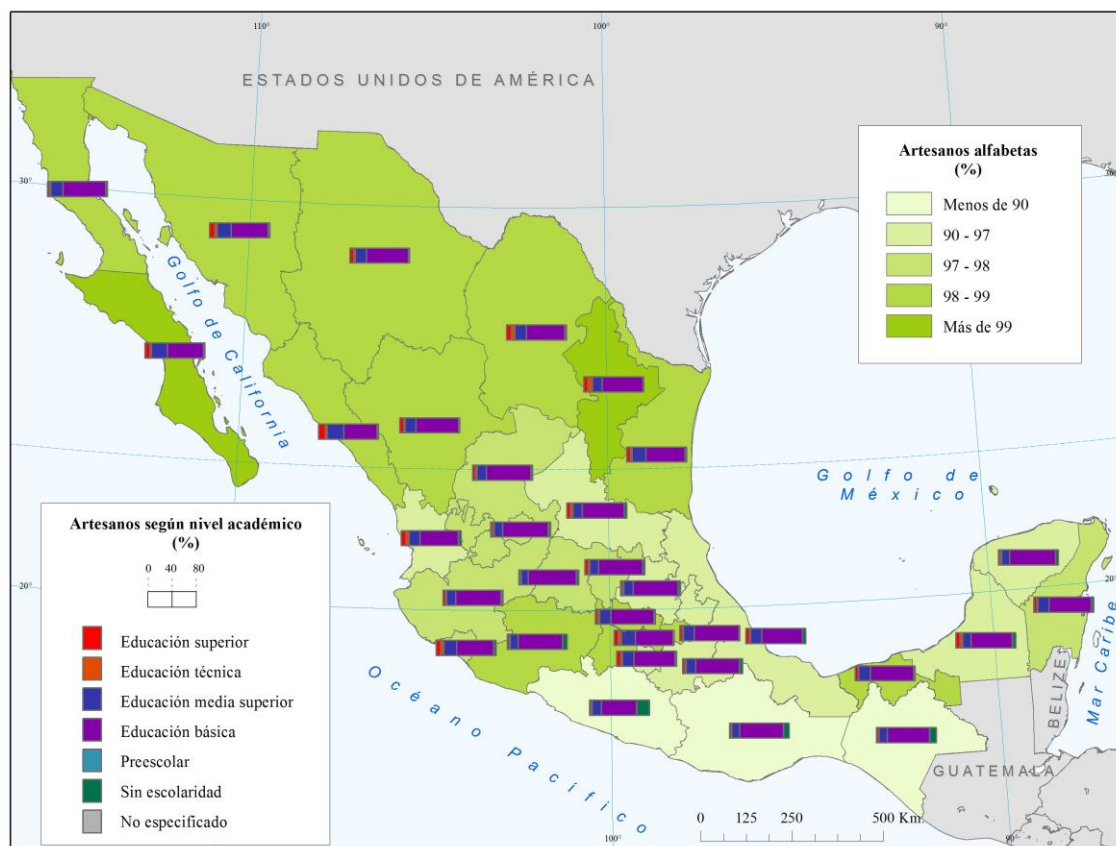 110°
100°
90°
ESTADOS UNIDOS DE AMÉRICA
30°
Artesanos alfabetas
(%)
Menos de 90
90 - 97
97 - 98
98 - 99
Más de 99
Golfo de California
Golfo de
México
Artesanos según nivel académico
(%)
0 40 80
Educación superior
Educación técnica
Educación media superior
Educación básica
Preescolar
Sin escolaridad
No especificado
20°
20°
Mar Caribe
BELIZE
GUATEMALA
Océano Pacífico
0 125 250 500 Km.
100°
90°